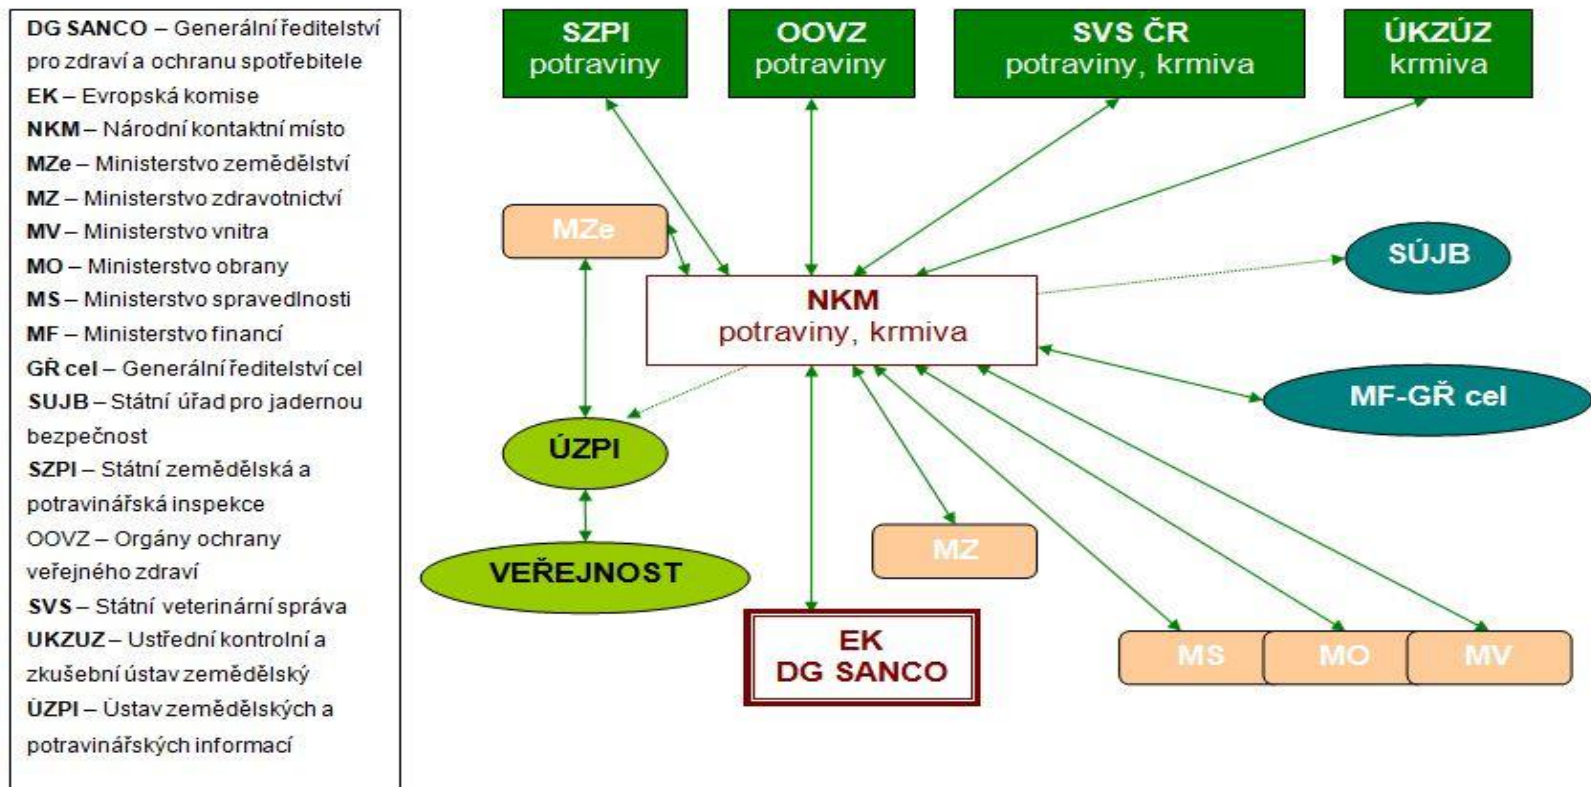 DG SANCO – Generální ředitelství
pro zdraví a ochranu spotřebitele
EK – Evropská komise
NKM – Národní kontaktní místo
MZe – Ministerstvo zemědělství
MZ – Ministerstvo zdravotnictví
MV – Ministerstvo vnitra
MO – Ministerstvo obrany
MS – Ministerstvo spravedlnosti
MF – Ministerstvo financí
GŘ cel – Generální ředitelství cel
SUJB – Státní úřad pro jadernou
bezpečnost
SZPI – Státní zemědělská a
potravinářská inspekce
OOVZ – Orgány ochrany
veřejného zdraví
SVS – Státní veterinární správa
UKZUZ – Ustřední kontrolní a
zkušební ústav zemědělský
ÚZPI – Ústav zemědělských a
potravinářských informací
SZPI
potraviny
OOVZ
potraviny
SVS ČR
potraviny, krmiva
ÚKZÚZ
krmiva
MZe
SÚJB
NKM
potraviny, krmiva
MF-GŘ cel
ÚZPI
MZ
VEŘEJNOST
EK
DG SANCO
MS
MO
MV